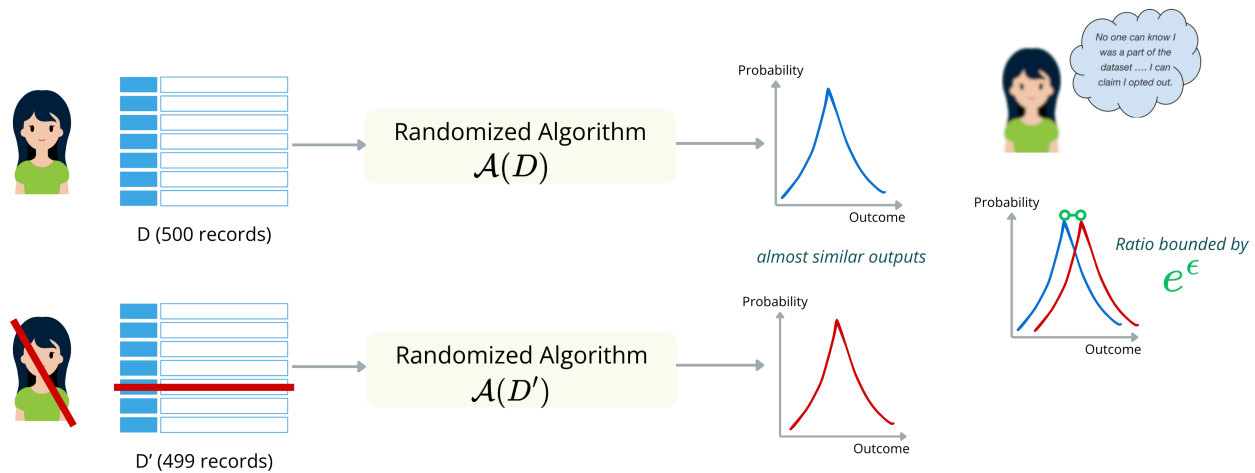 No one can know I
was a part of the
dataset .... I can
claim I opted out.
Probability
Randomized Algorithm
𝒜(D)
Outcome
D (500 records)
Probability
almost similar outputs
Ratio bounded by
e^ϵ
Outcome
Probability
Randomized Algorithm
𝒜(D′)
Outcome
D’ (499 records)